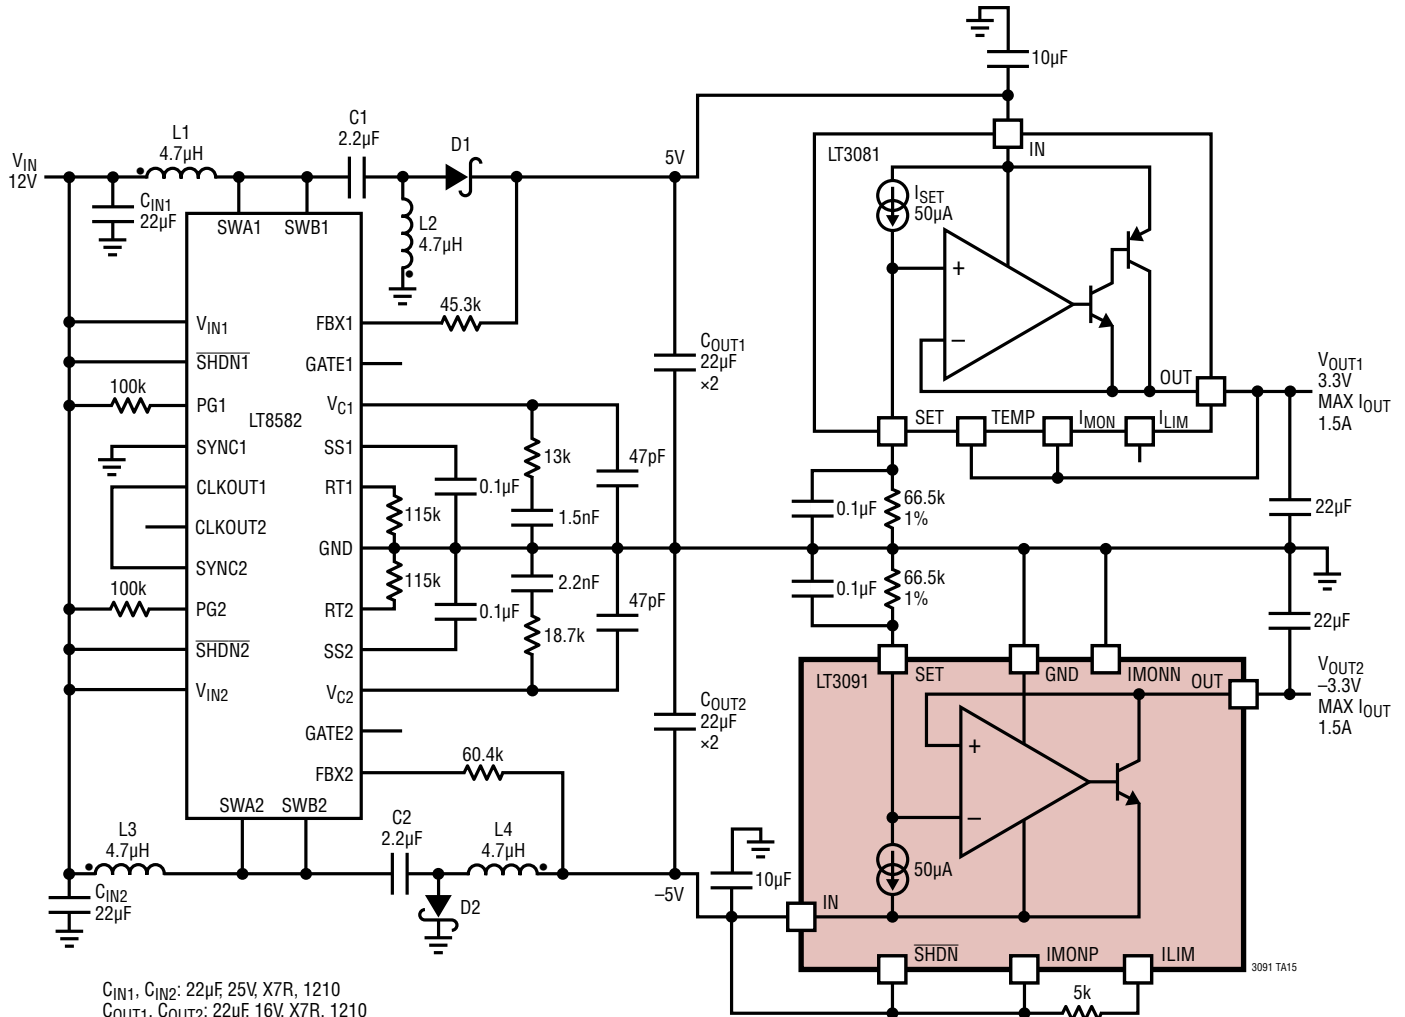 10µF
VIN
12V
L1
4.7µH
C1
2.2µF
D1
5V
CIN1
22µF
L2
4.7µH
SWA1
SWB1
45.3k
LT8582
VIN1
SHDN1
100k
PG1
SYNC1
CLKOUT1
CLKOUT2
SYNC2
100k
PG2
SHDN2
VIN2
FBX1
GATE1
VC1
SS1
RT1
GND
RT2
SS2
VC2
GATE2
FBX2
SWA2
SWB2
13k
47pF
0.1µF
1.5nF
115k
115k
2.2nF
0.1µF
18.7k
47pF
60.4k
COUT1
22µF
×2
COUT2
22µF
×2
L3
4.7µH
C2
2.2µF
L4
4.7µH
CIN2
22µF
D2
–5V
10µF
LT3081
IN
ISET
50µA
+
–
OUT
SET
TEMP
IMON
ILIM
VOUT1
3.3V
MAX IOUT
1.5A
0.1µF
66.5k
1%
22µF
0.1µF
66.5k
1%
22µF
LT3091
SET
GND
IMONN
OUT
VOUT2
–3.3V
MAX IOUT
1.5A
+
–
50µA
IN
SHDN
IMONP
ILIM
5k
3091 TA15
CIN1, CIN2: 22µF, 25V, X7R, 1210
COUT1, COUT2: 22µF, 16V, X7R, 1210